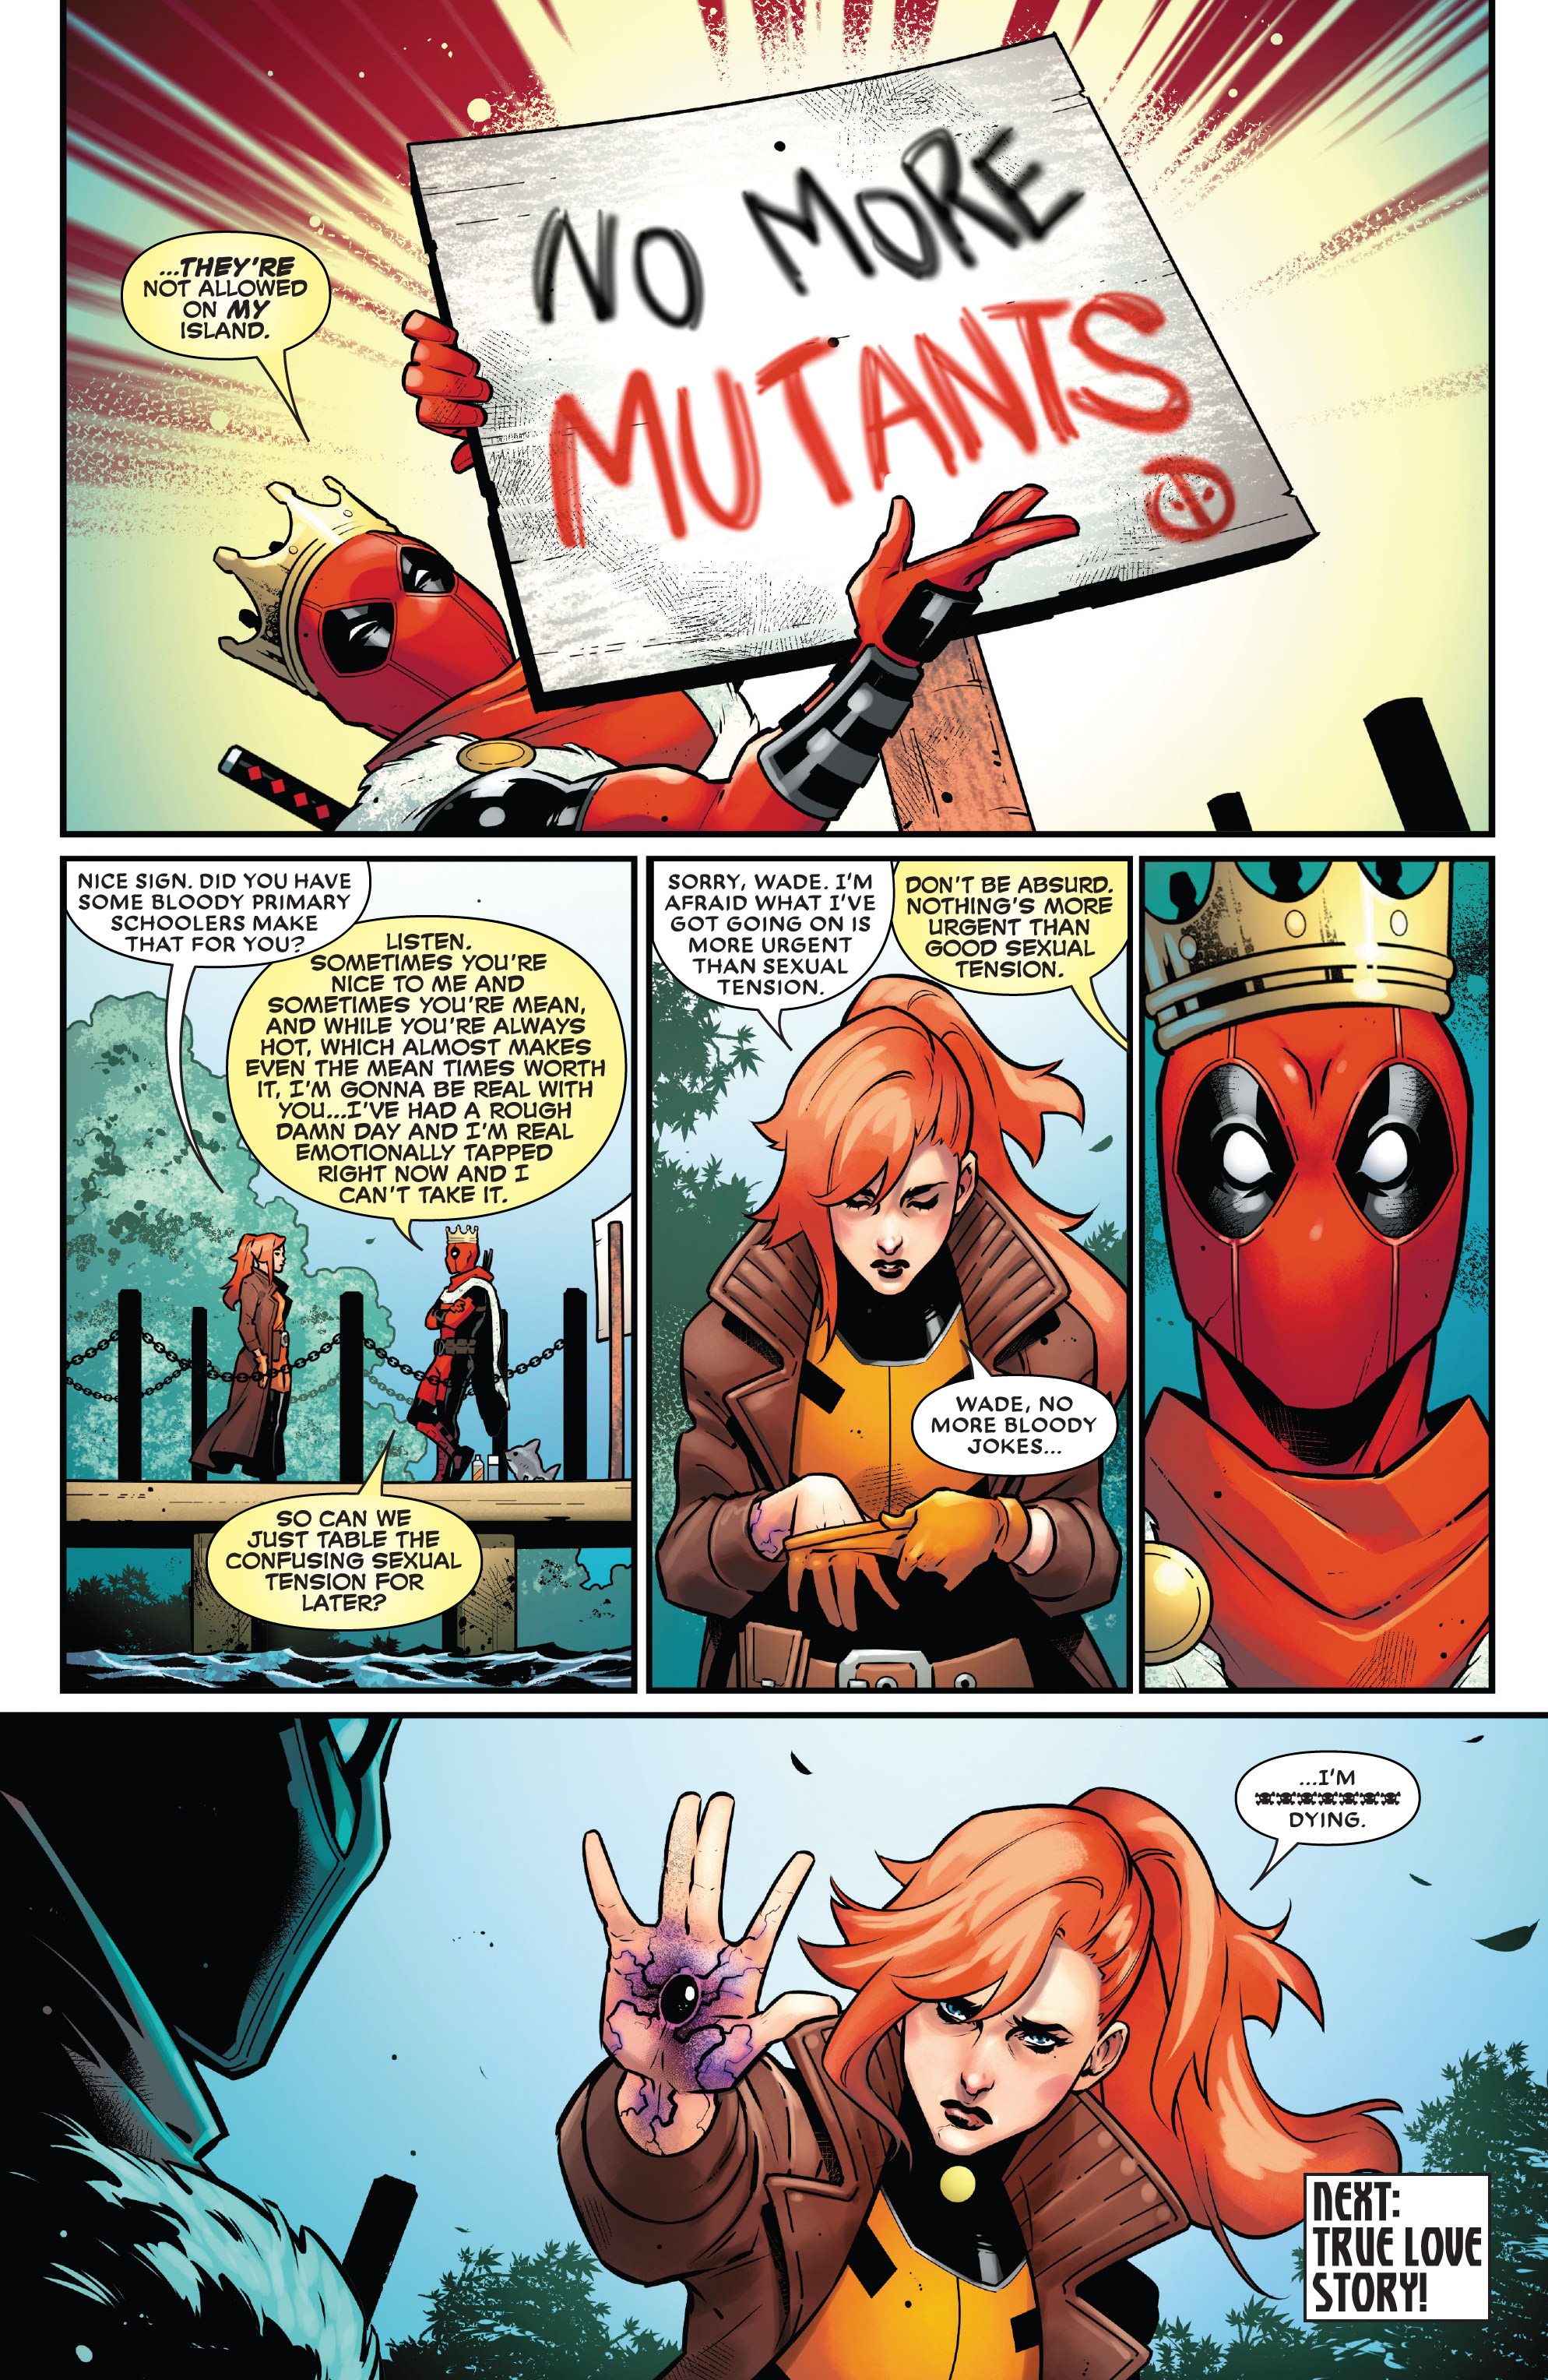 NO MORE
MUTANTS
...THEY'RE
NOT ALLOWED
ON MY
ISLAND.
NICE SIGN. DID YOU HAVE
SOME BLOODY PRIMARY
SCHOOLERS MAKE
THAT FOR YOU?
LISTEN.
SOMETIMES YOU'RE
NICE TO ME AND
SOMETIMES YOU'RE MEAN,
AND WHILE YOU'RE ALWAYS
HOT, WHICH ALMOST MAKES
EVEN THE MEAN TIMES WORTH
IT, I'M GONNA BE REAL WITH
YOU...I'VE HAD A ROUGH
DAMN DAY AND I'M REAL
EMOTIONALLY TAPPED
RIGHT NOW AND I
CAN'T TAKE IT.
SO CAN WE
JUST TABLE THE
CONFUSING SEXUAL
TENSION FOR
LATER?
SORRY, WADE. I'M
AFRAID WHAT I'VE
GOT GOING ON IS
MORE URGENT
THAN SEXUAL
TENSION.
DON'T BE ABSURD.
NOTHING'S MORE
URGENT THAN
GOOD SEXUAL
TENSION.
WADE, NO
MORE BLOODY
JOKES...
...I'M
☠☠☠☠☠☠☠
DYING.
NEXT:
TRUE LOVE
STORY!